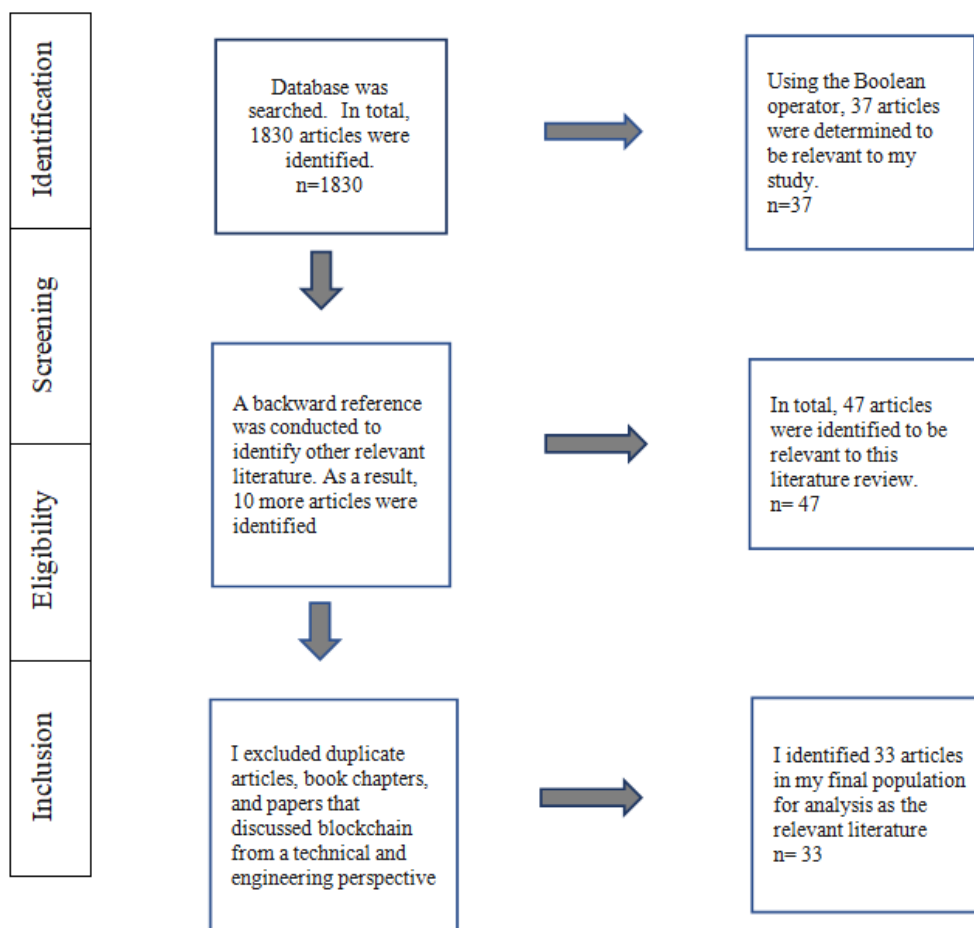 Identification
Database was
searched.  In total,
1830 articles were
identified.
n=1830
Using the Boolean
operator, 37 articles
were determined to
be relevant to my
study.
n=37
Screening
A backward reference
was conducted to
identify other relevant
literature. As a result,
10 more articles were
identified
In total, 47 articles
were identified to be
relevant to this
literature review.
n= 47
Eligibility
Inclusion
I excluded duplicate
articles, book chapters,
and papers that
discussed blockchain
from a technical and
engineering perspective
I identified 33 articles
in my final population
for analysis as the
relevant literature
n= 33